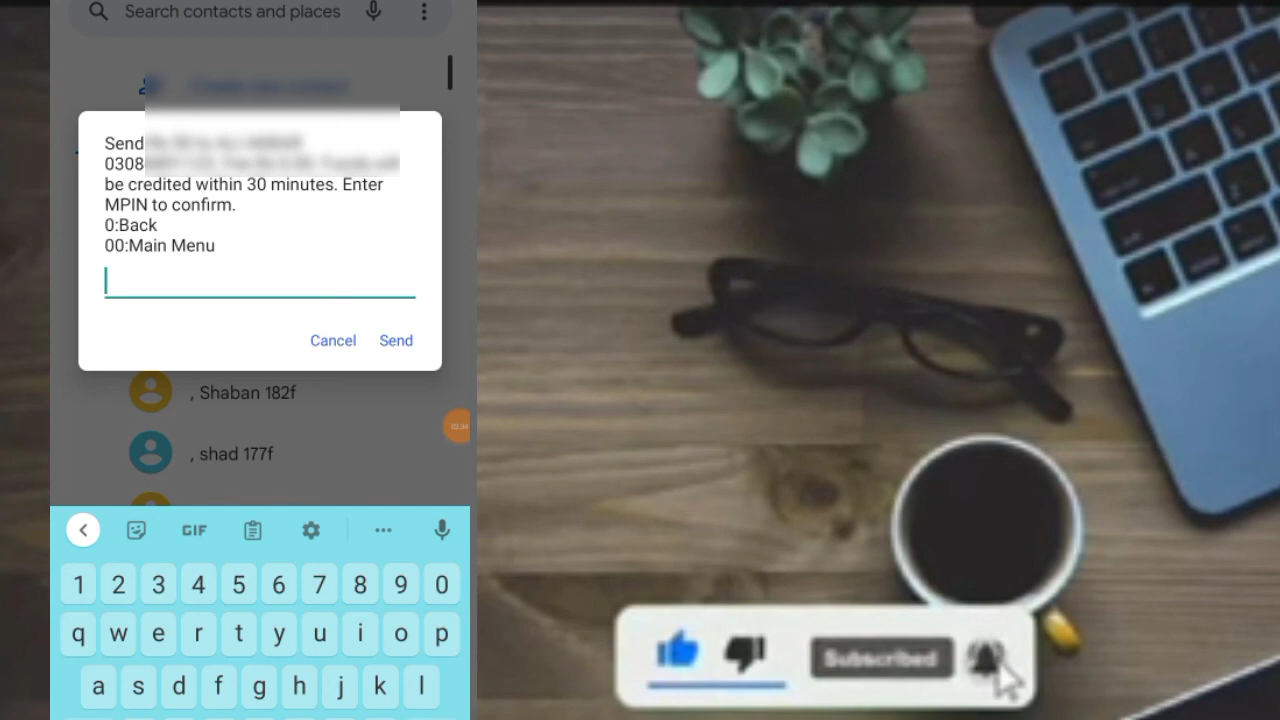 Search contacts and places
Send
0308
be credited within 30 minutes. Enter
MPIN to confirm.
0:Back
00:Main Menu
Cancel Send
, Shaban 182f
02:34
, shad 177f
GIF
1 2 3 4 5 6 7 8 9 0
q w e r t y u i o p
a s d f g h j k l
Subscribed